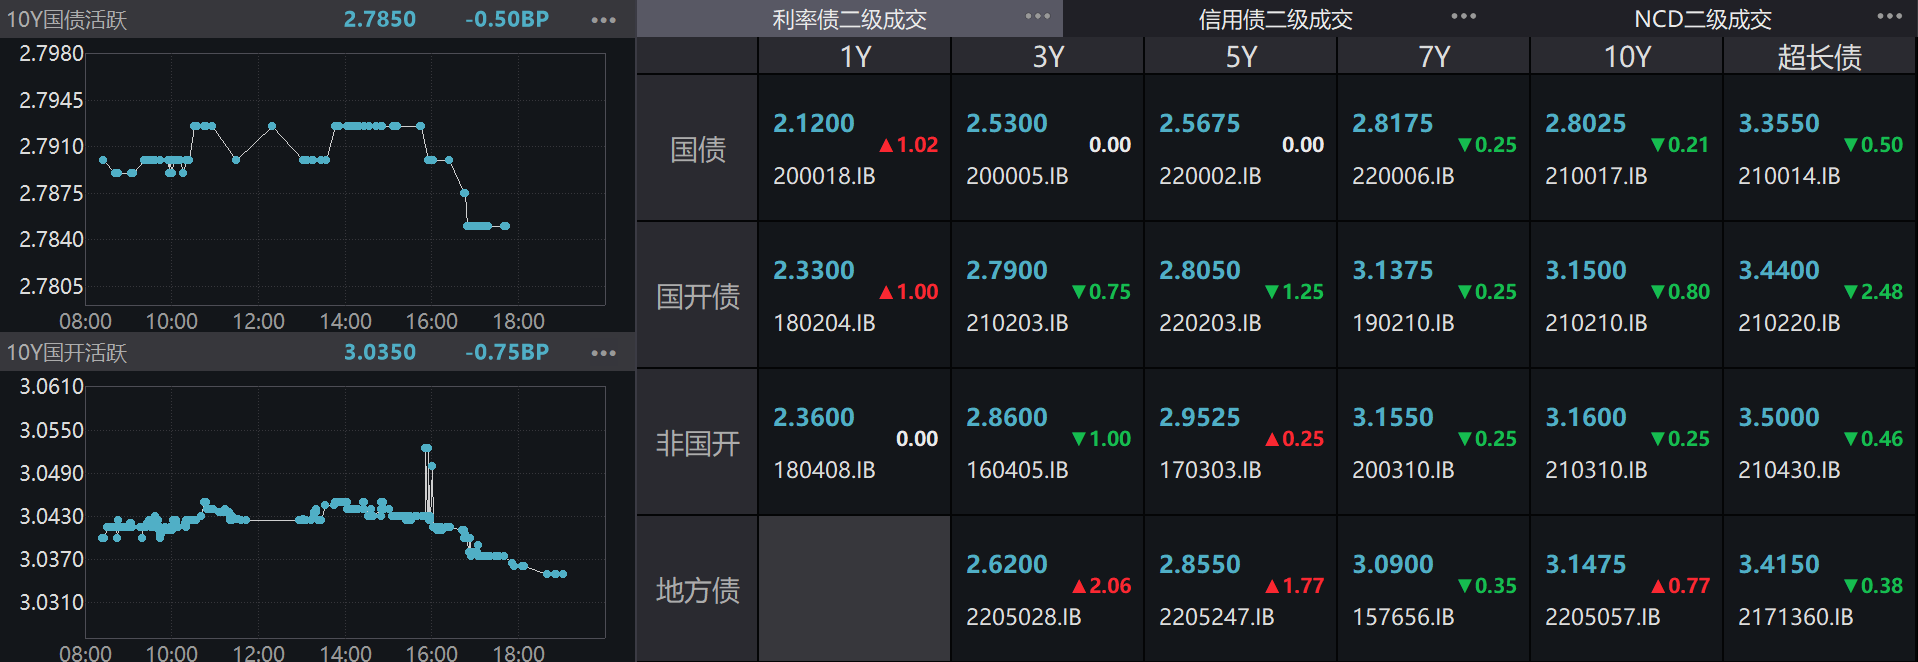 10Y国债活跃 2.7850 -0.50BP •••
2.7980
2.7945
2.7910
2.7875
2.7840
2.7805
08:00 10:00 12:00 14:00 16:00 18:00
10Y国开活跃 3.0350 -0.75BP •••
3.0610
3.0550
3.0490
3.0430
3.0370
3.0310
08:00 10:00 12:00 14:00 16:00 18:00
利率债二级成交 ••• 信用债二级成交 ••• NCD二级成交 •••
1Y 3Y 5Y 7Y 10Y 超长债
国债
2.1200 2.5300 2.5675 2.8175 2.8025 3.3550
▲1.02 0.00 0.00 ▼0.25 ▼0.21 ▼0.50
200018.IB 200005.IB 220002.IB 220006.IB 210017.IB 210014.IB
国开债
2.3300 2.7900 2.8050 3.1375 3.1500 3.4400
▲1.00 ▼0.75 ▼1.25 ▼0.25 ▼0.80 ▼2.48
180204.IB 210203.IB 220203.IB 190210.IB 210210.IB 210220.IB
非国开
2.3600 2.8600 2.9525 3.1550 3.1600 3.5000
0.00 ▼1.00 ▲0.25 ▼0.25 ▼0.25 ▼0.46
180408.IB 160405.IB 170303.IB 200310.IB 210310.IB 210430.IB
地方债
2.6200 2.8550 3.0900 3.1475 3.4150
▲2.06 ▲1.77 ▼0.35 ▲0.77 ▼0.38
2205028.IB 2205247.IB 157656.IB 2205057.IB 2171360.IB